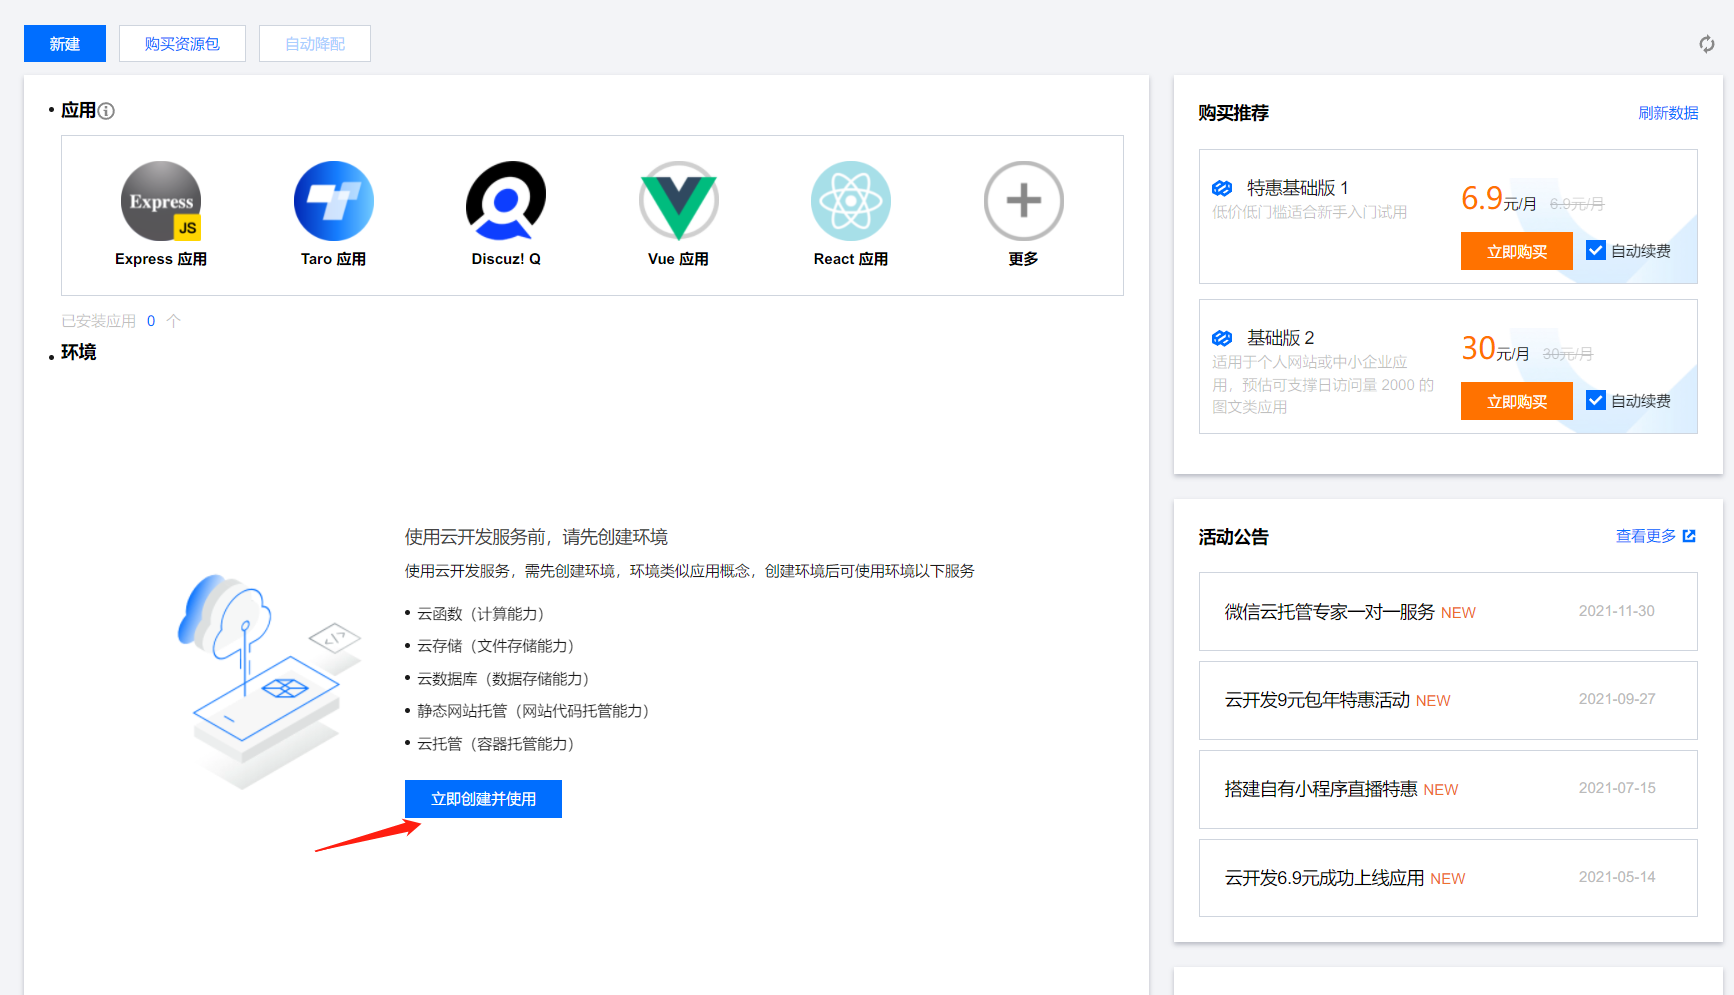 新建
购买资源包
自动降配
应用
Express
JS
Express 应用
Taro 应用
Discuz! Q
Vue 应用
React 应用
更多
已安装应用 0 个
环境
使用云开发服务前，请先创建环境
使用云开发服务，需先创建环境，环境类似应用概念，创建环境后可使用环境以下服务
云函数（计算能力）
云存储（文件存储能力）
云数据库（数据存储能力）
静态网站托管（网站代码托管能力）
云托管（容器托管能力）
立即创建并使用
购买推荐
刷新数据
特惠基础版 1
低价低门槛适合新手入门试用
6.9元/月 6.9元/月
立即购买
自动续费
基础版 2
适用于个人网站或中小企业应
用，预估可支撑日访问量 2000 的
图文类应用
30元/月 30元/月
立即购买
自动续费
活动公告
查看更多
微信云托管专家一对一服务 NEW
2021-11-30
云开发9元包年特惠活动 NEW
2021-09-27
搭建自有小程序直播特惠 NEW
2021-07-15
云开发6.9元成功上线应用 NEW
2021-05-14